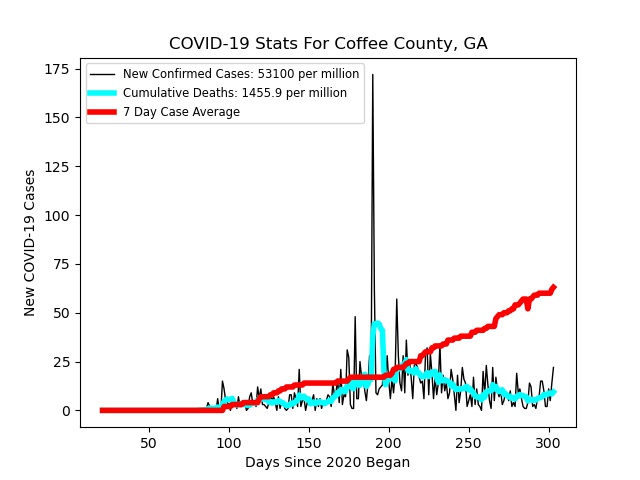 COVID-19 Stats For Coffee County, GA
New Confirmed Cases: 53100 per million
Cumulative Deaths: 1455.9 per million
7 Day Case Average
New COVID-19 Cases
175
150
125
100
75
50
25
0
50 100 150 200 250 300
Days Since 2020 Began